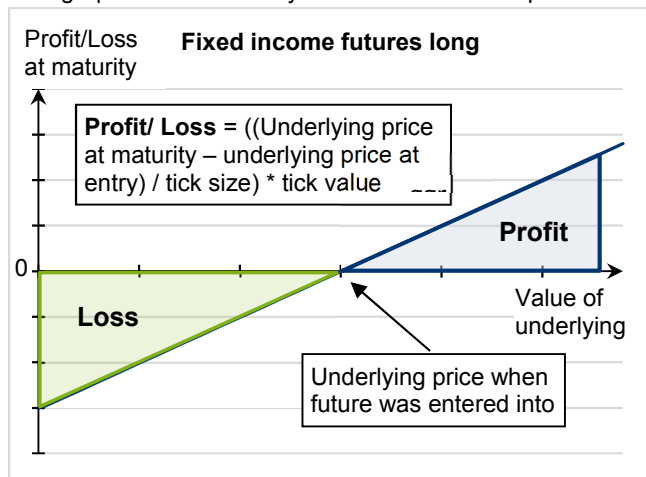 Profit/Loss
at maturity
Fixed income futures long
Profit/ Loss = ((Underlying price
at maturity – underlying price at
entry) / tick size) * tick value
Profit
0
Loss
Value of
underlying
Underlying price when
future was entered into